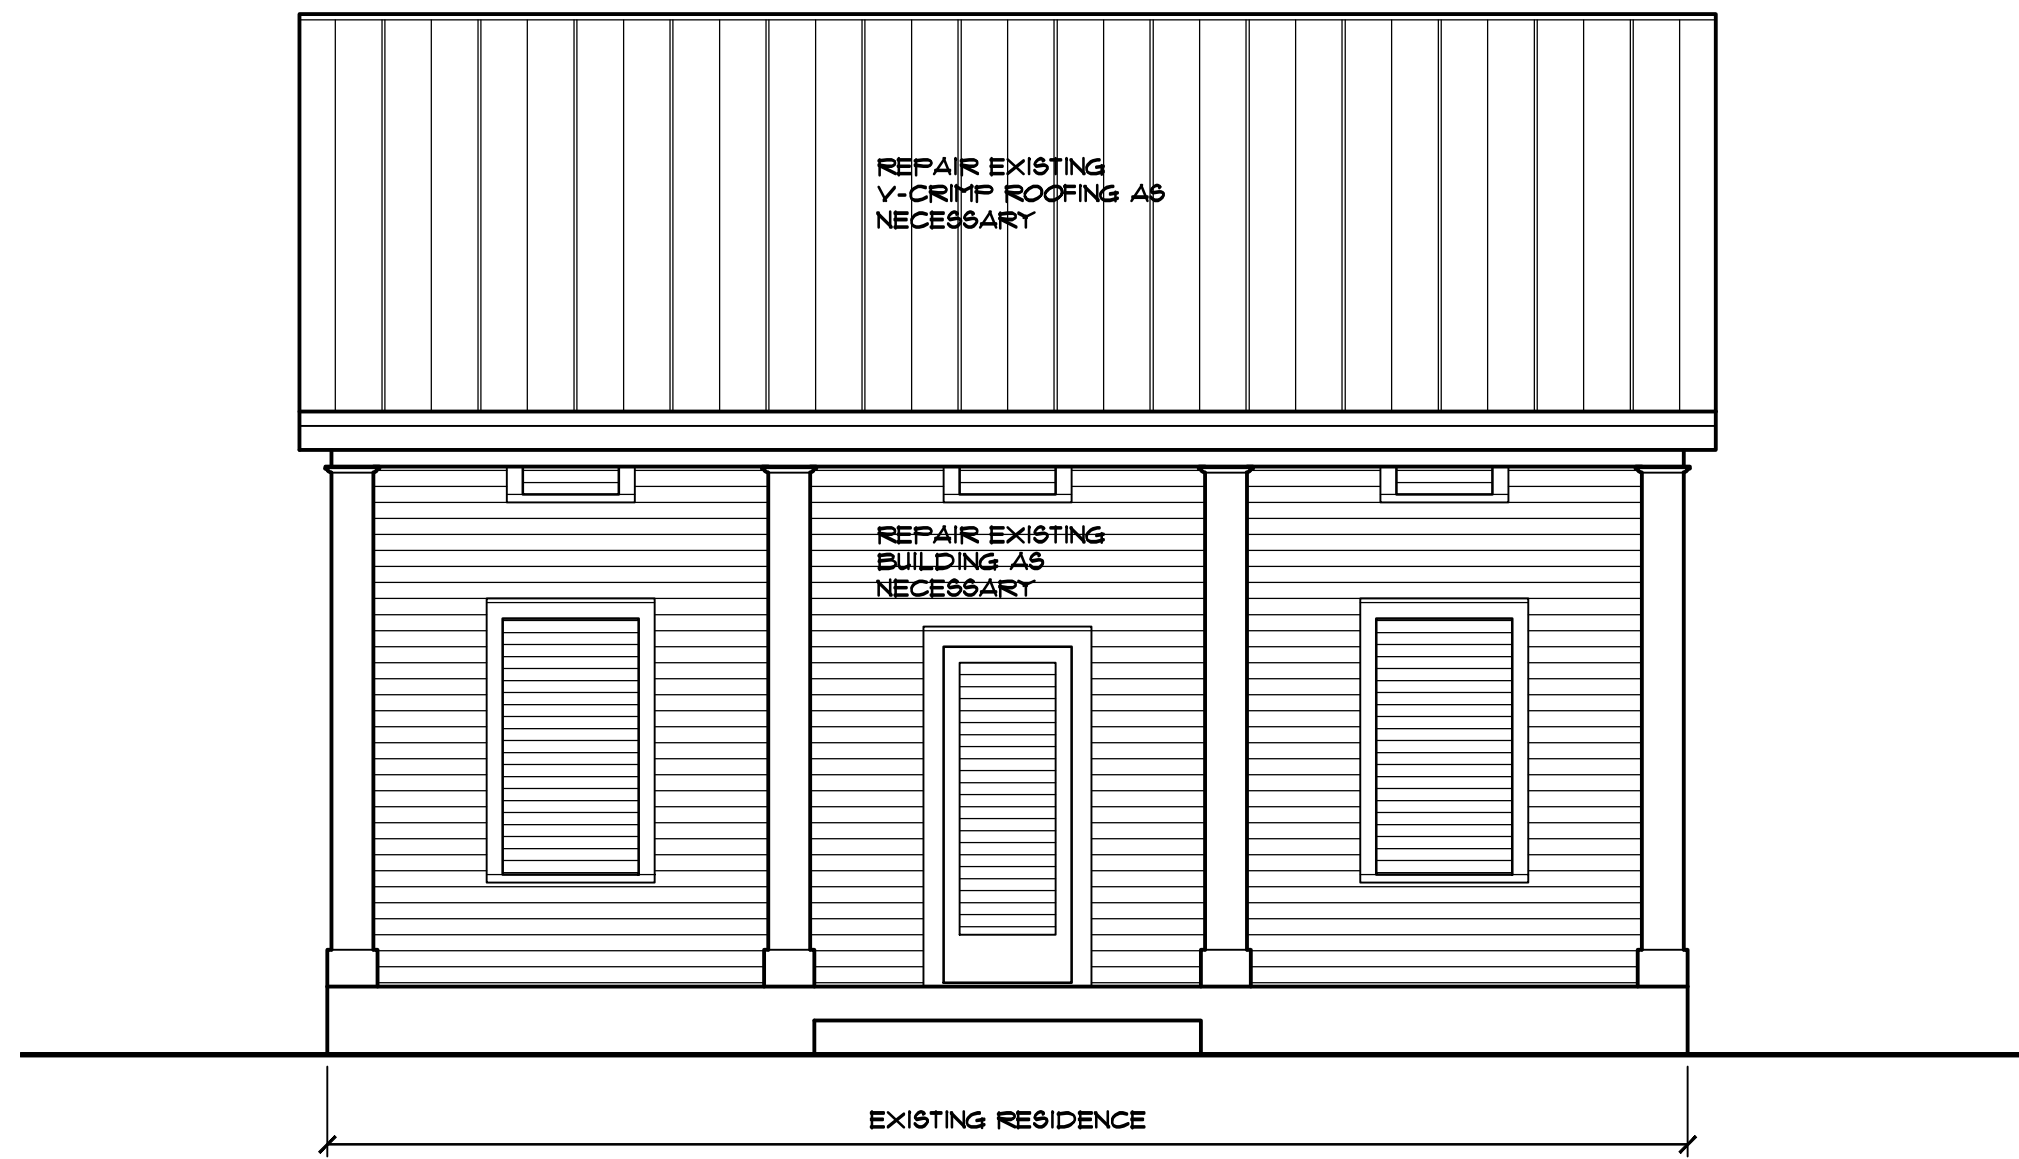 REPAIR EXISTING
V-CRIMP ROOFING AS
NECESSARY
REPAIR EXISTING
BUILDING AS
NECESSARY
EXISTING RESIDENCE